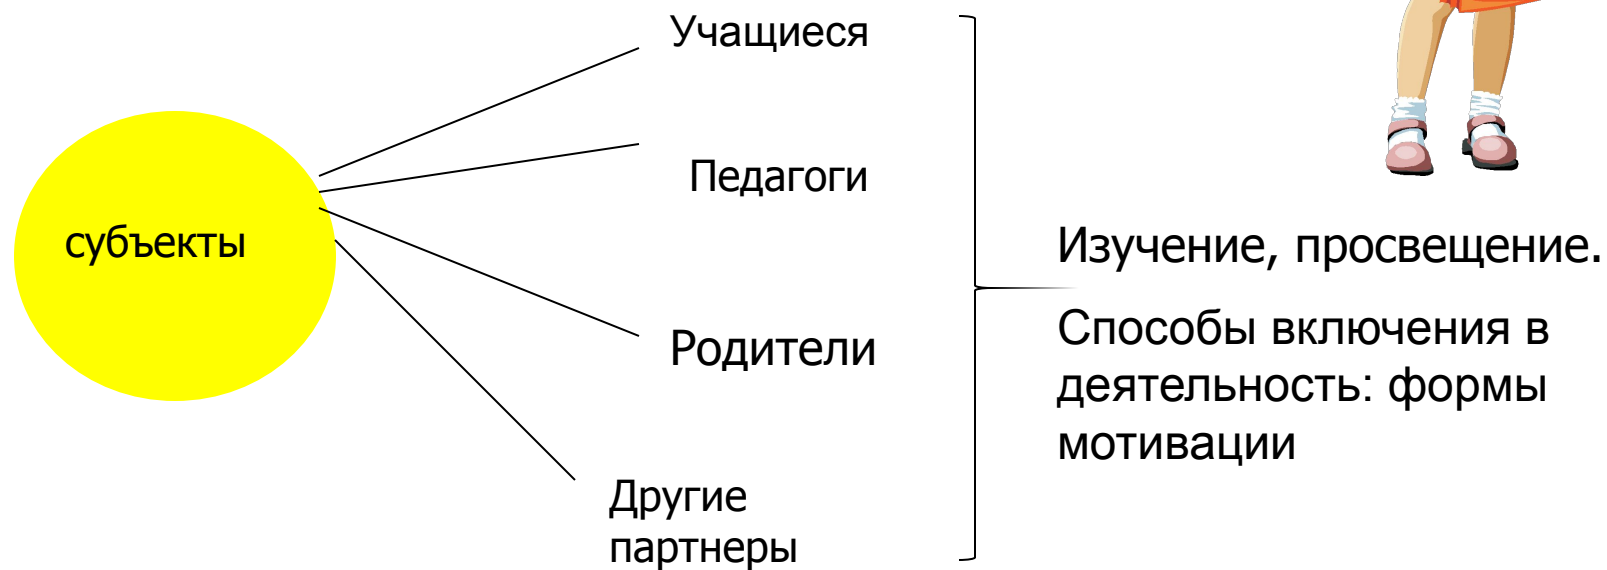 субъекты
Учащиеся
Педагоги
Родители
Другие
партнеры
Изучение, просвещение.
Способы включения в
деятельность: формы
мотивации